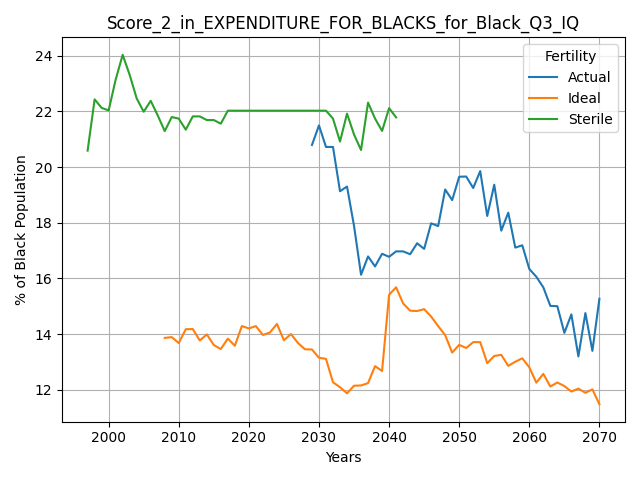 Score_2_in_EXPENDITURE_FOR_BLACKS_for_Black_Q3_IQ
Fertility
Actual
Ideal
Sterile
% of Black Population
24
22
20
18
16
14
12
2000 2010 2020 2030 2040 2050 2060 2070
Years